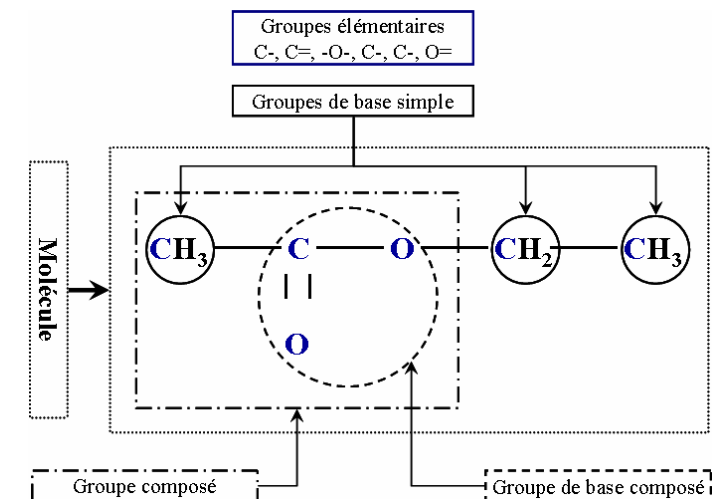 Groupes élémentaires
C-, C=, -O-, C-, C-, O=
Groupes de base simple
Molécule
CH3 C O CH2 CH3
O
Groupe composé
Groupe de base composé